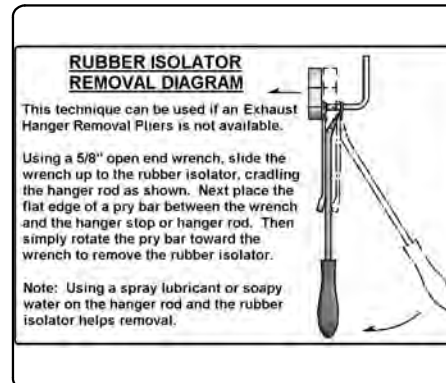 RUBBER ISOLATOR
REMOVAL DIAGRAM
This technique can be used if an Exhaust
Hanger Removal Pliers is not available.
Using a 5/8" open end wrench, slide the
wrench up to the rubber isolator, cradling
the hanger rod as shown. Next place the
flat edge of a pry bar between the wrench
and the hanger stop or hanger rod. Then
simply rotate the pry bar toward the
wrench to remove the rubber isolator.
Note: Using a spray lubricant or soapy
water on the hanger rod and the rubber
isolator helps removal.